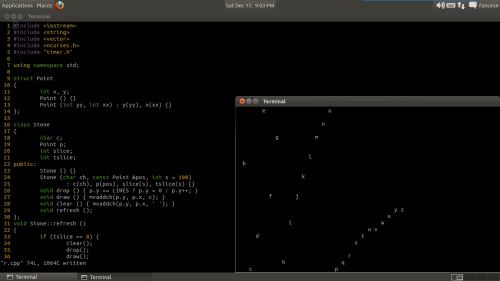 Applications Places
Sat Dec 17, 9:03 PM
Terminal
1 #include <iostream>
2 #include <string>
3 #include <vector>
4 #include <ncurses.h>
5 #include "timer.h"
6
7 using namespace std;
8
9 struct Point
10 {
11 int x, y;
12 Point () {}
13 Point (int yy, int xx) : y(yy), x(xx) {}
14 };
15
16 class Stone
17 {
18 char c;
19 Point p;
20 int slice;
21 int tslice;
22 public:
23 Stone () {}
24 Stone (char ch, const Point &pos, int s = 100)
25 : c(ch), p(pos), slice(s), tslice(s) {}
26 void drop () { p.y == LINES ? p.y = 0 : p.y++; }
27 void draw () { mvaddch(p.y, p.x, c); }
28 void clear () { mvaddch(p.y, p.x, ' '); }
29 void refresh ();
30 };
31 void Stone::refresh ()
32 {
33 if (tslice == 0) {
34 clear();
35 drop();
36 draw();
"r.cpp" 74L, 1064C written
Terminal
e o
n
g m
l
b
k
f j
y z
x
i w
u v
d t
s
r
h q
c p
Terminal
Terminal